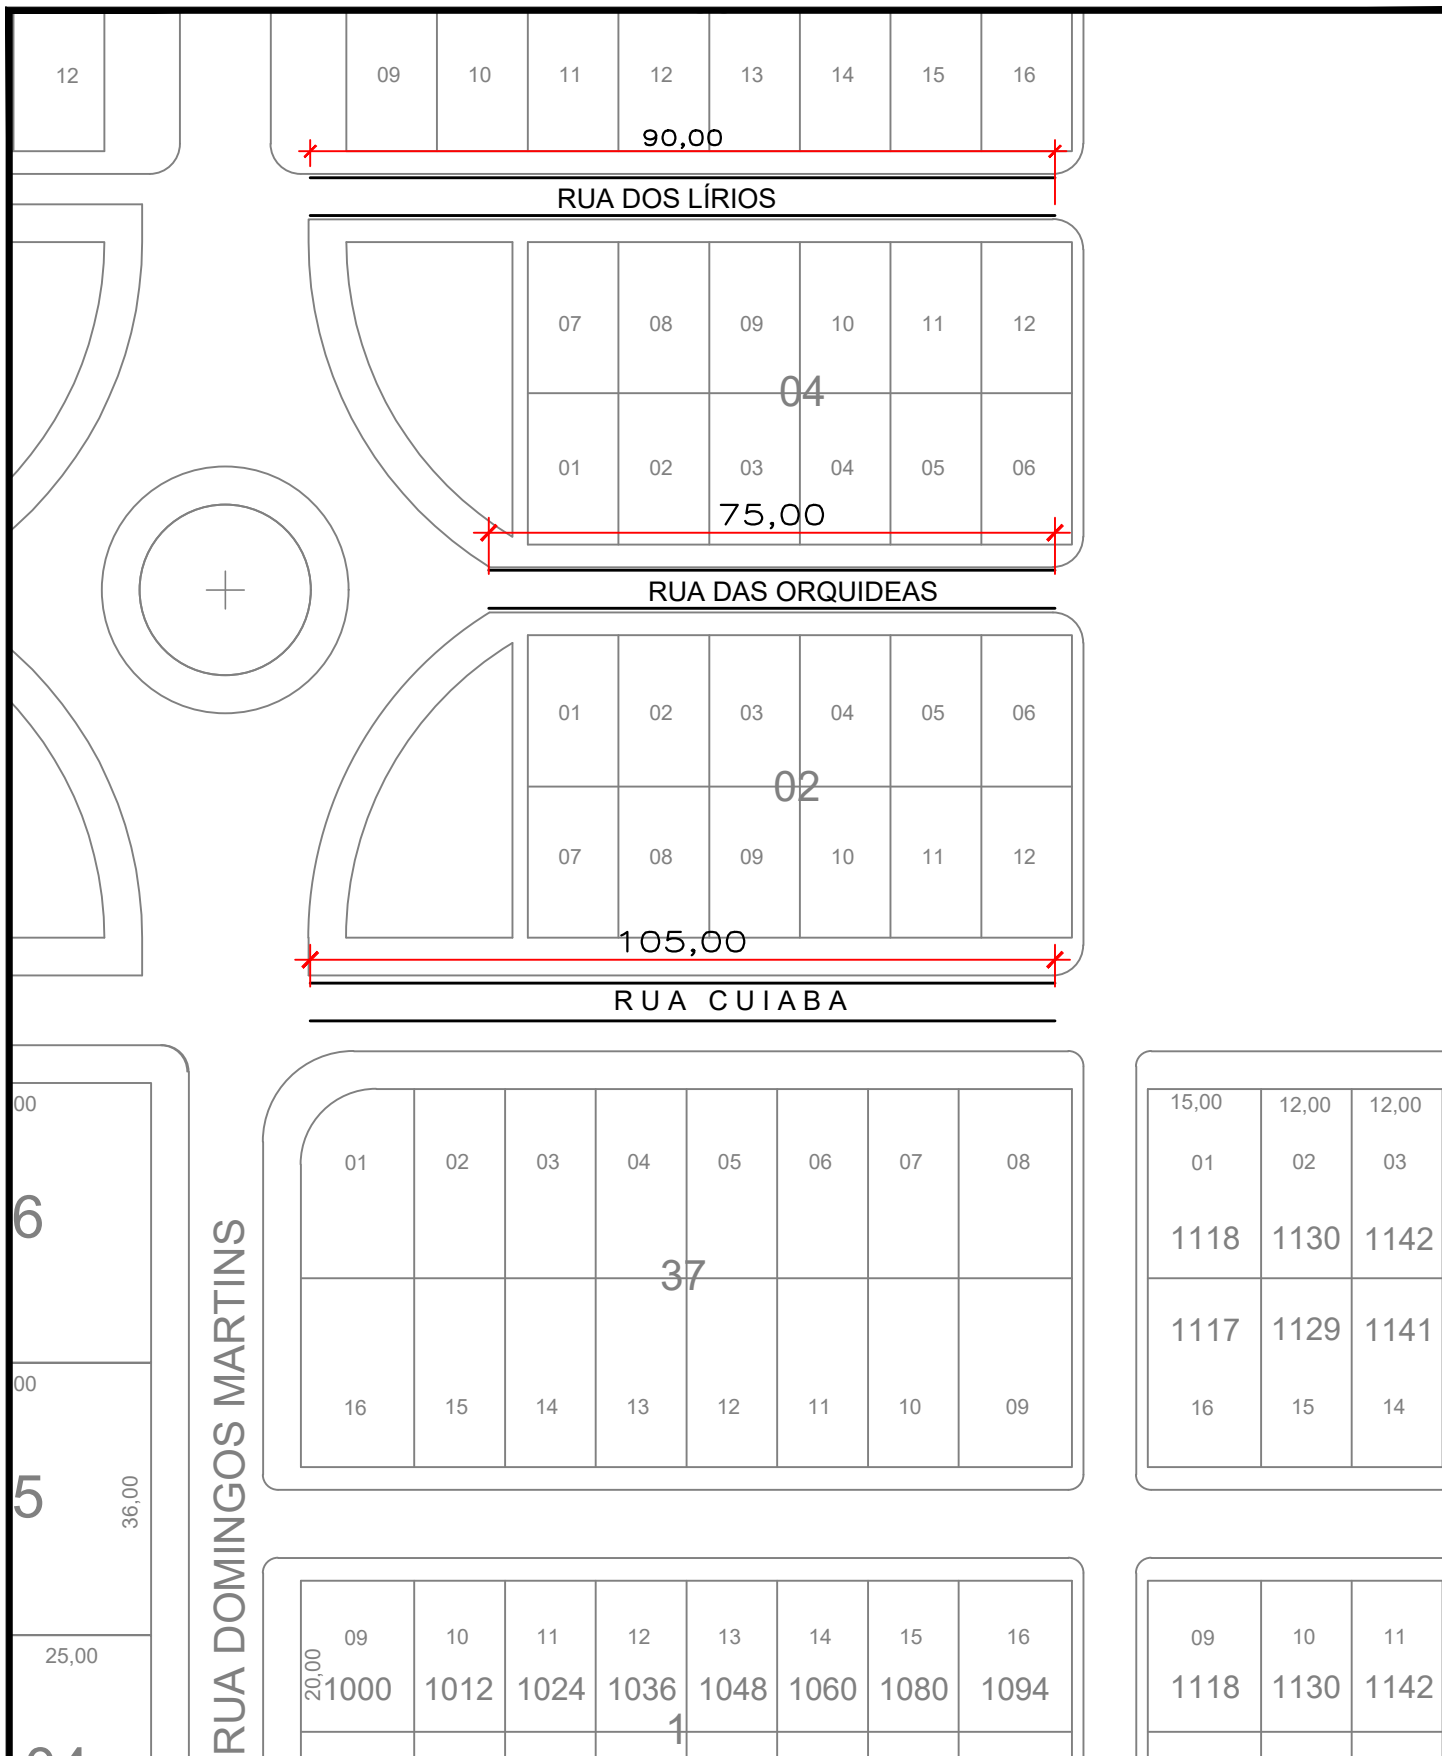 12 09 10 11 12 13 14 15 16
90,00
RUA DOS LÍRIOS
07 08 09 10 11 12
04
01 02 03 04 05 06
75,00
RUA DAS ORQUIDEAS
01 02 03 04 05 06
02
07 08 09 10 11 12
105,00
RUA CUIABA
00
6
00
5
36,00
25,00
RUA DOMINGOS MARTINS
01 02 03 04 05 06 07 08
37
16 15 14 13 12 11 10 09
15,00 12,00 12,00
01 02 03
1118 1130 1142
1117 1129 1141
16 15 14
09 10 11 12 13 14 15 16
20,00
1000 1012 1024 1036 1048 1060 1080 1094
1
09 10 11
1118 1130 1142